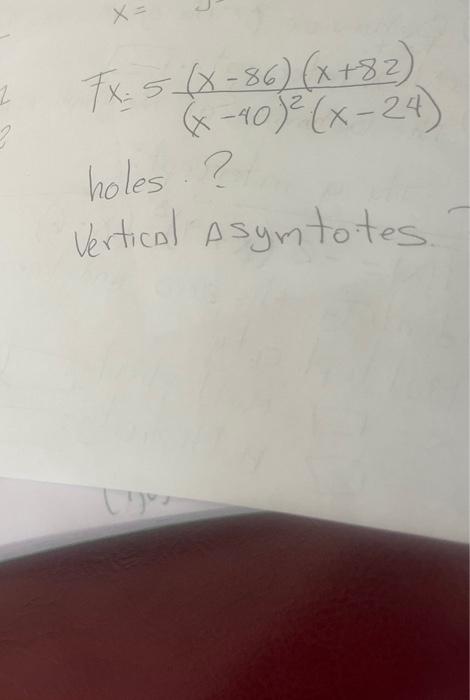 x =
Fx = 5 (x - 86) (x + 82)
(x - 40)² (x - 24)
holes . ?
Vertical Asymtotes.